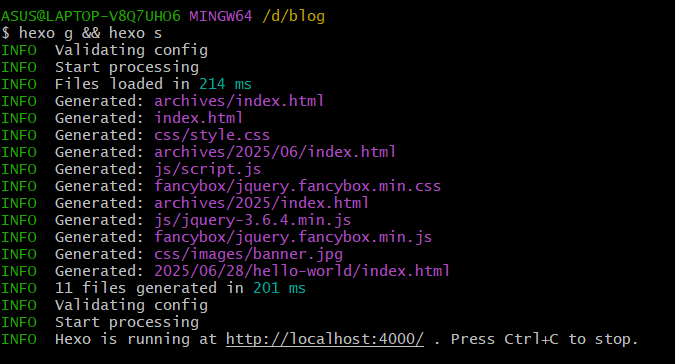 ASUS@LAPTOP-V8Q7UHO6 MINGW64 /d/blog
$ hexo g && hexo s
INFO  Validating config
INFO  Start processing
INFO  Files loaded in 214 ms
INFO  Generated: archives/index.html
INFO  Generated: index.html
INFO  Generated: css/style.css
INFO  Generated: archives/2025/06/index.html
INFO  Generated: js/script.js
INFO  Generated: fancybox/jquery.fancybox.min.css
INFO  Generated: archives/2025/index.html
INFO  Generated: js/jquery-3.6.4.min.js
INFO  Generated: fancybox/jquery.fancybox.min.js
INFO  Generated: css/images/banner.jpg
INFO  Generated: 2025/06/28/hello-world/index.html
INFO  11 files generated in 201 ms
INFO  Validating config
INFO  Start processing
INFO  Hexo is running at http://localhost:4000/ . Press Ctrl+C to stop.